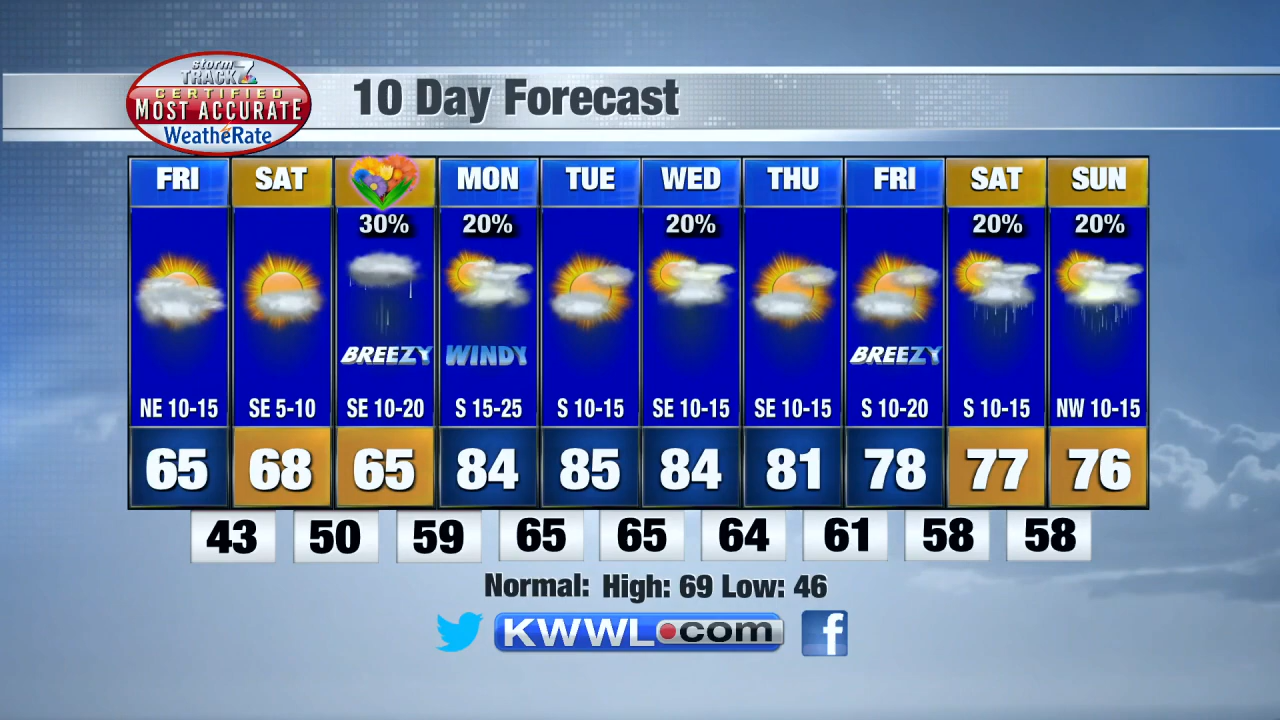 storm
TRACK 7
CERTIFIED
MOST ACCURATE
WeatheRate
10 Day Forecast
FRI SAT MON TUE WED THU FRI SAT SUN
30% 20% 20% 20% 20%
BREEZY WINDY BREEZY
NE 10-15 SE 5-10 SE 10-20 S 15-25 S 10-15 SE 10-15 SE 10-15 S 10-20 S 10-15 NW 10-15
65 68 65 84 85 84 81 78 77 76
43 50 59 65 65 64 61 58 58
Normal: High: 69 Low: 46
KWWL.com f